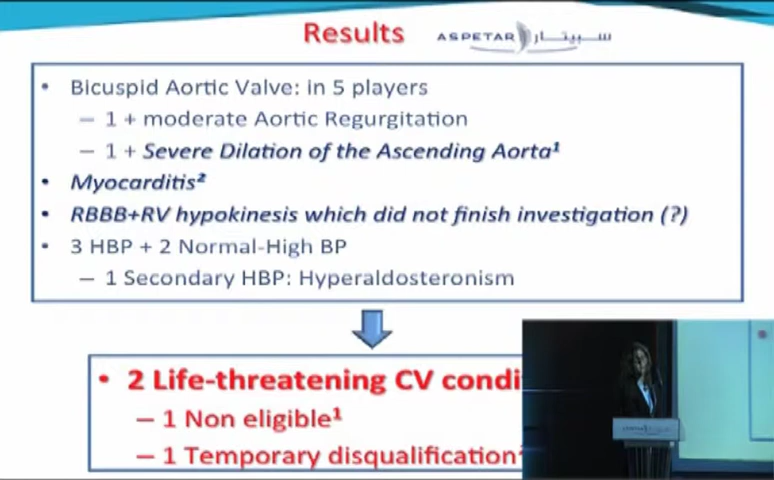 Results
ASPETAR سبيتار
• Bicuspid Aortic Valve: in 5 players
– 1 + moderate Aortic Regurgitation
– 1 + Severe Dilation of the Ascending Aorta¹
• Myocarditis²
• RBBB+RV hypokinesis which did not finish investigation (?)
• 3 HBP + 2 Normal-High BP
– 1 Secondary HBP: Hyperaldosteronism
• 2 Life-threatening CV condi
– 1 Non eligible¹
– 1 Temporary disqualification